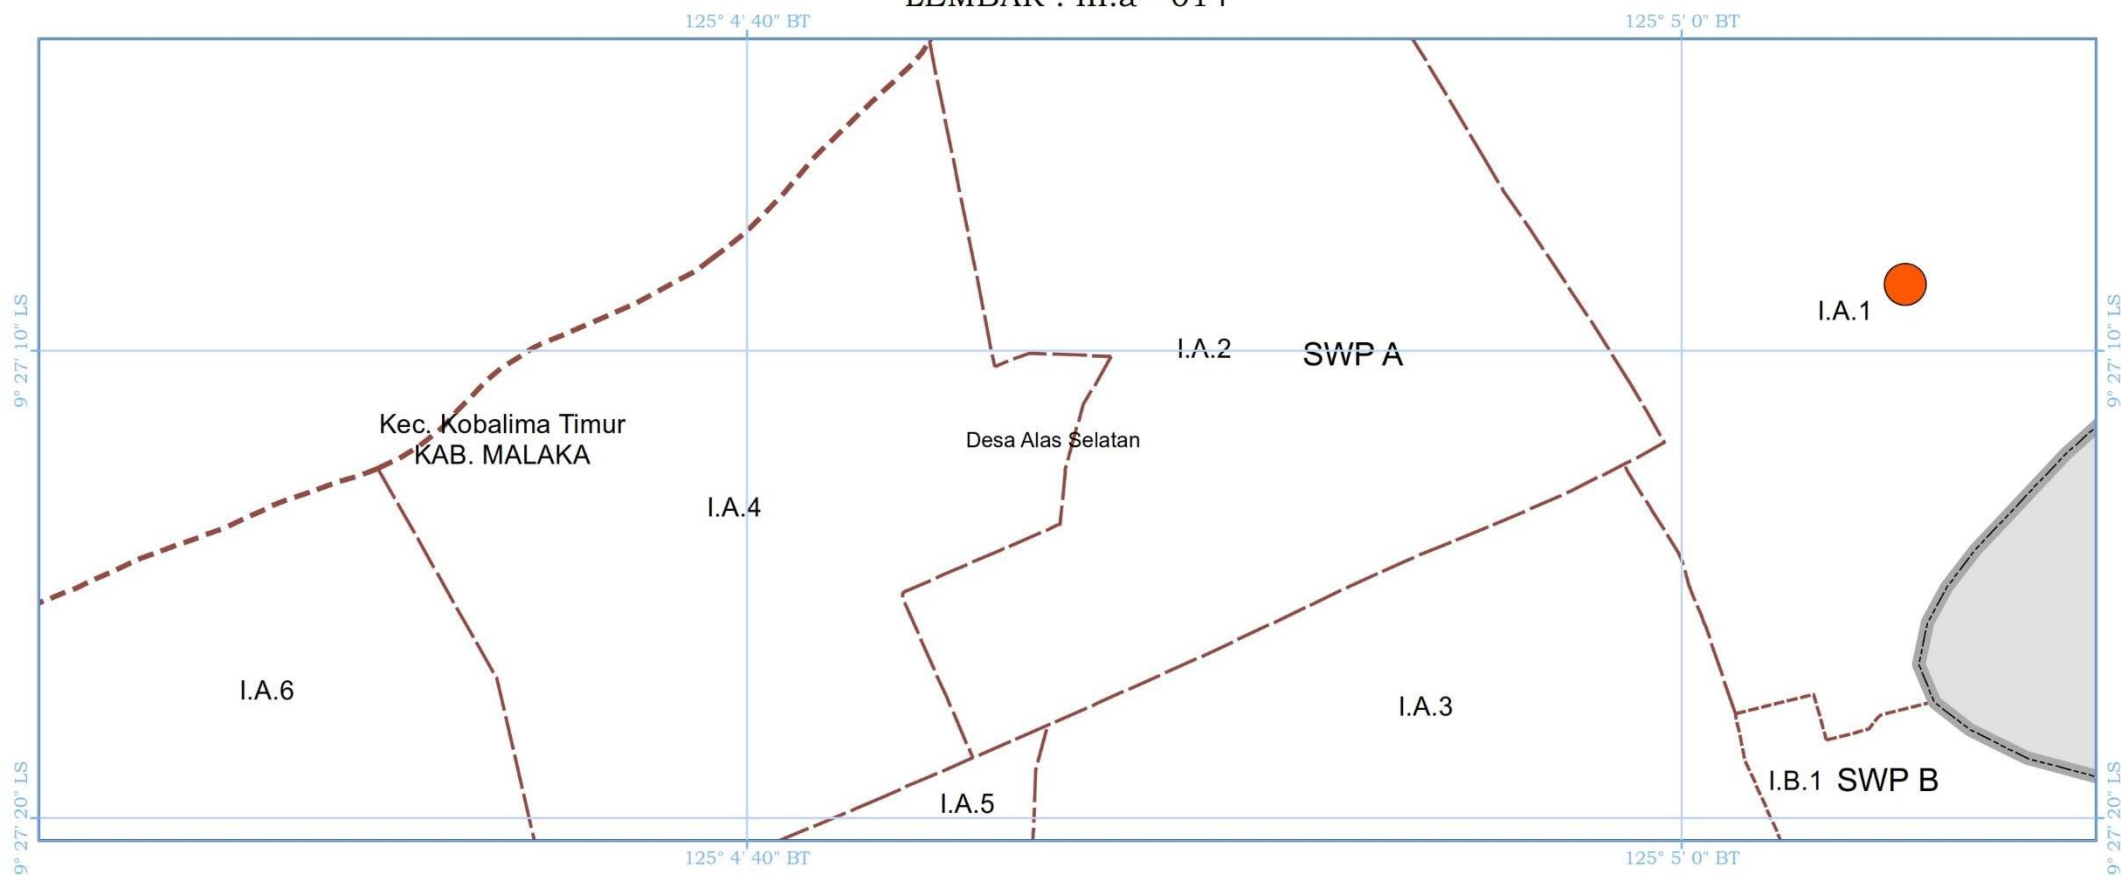 125° 4' 40" BT
125° 5' 0" BT
9° 27' 10" LS
9° 27' 10" LS
I.A.1
I.A.2
SWP A
Kec. Kobalima Timur
KAB. MALAKA
Desa Alas Selatan
I.A.4
I.A.6
I.A.3
I.B.1
SWP B
I.A.5
9° 27' 20" LS
9° 27' 20" LS
125° 4' 40" BT
125° 5' 0" BT